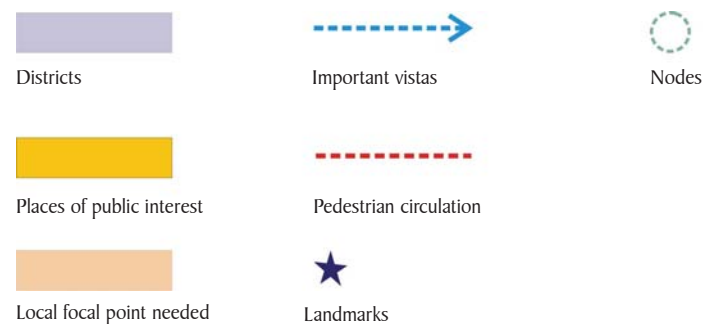 Districts
Important vistas
Nodes
Places of public interest
Pedestrian circulation
Local focal point needed
Landmarks